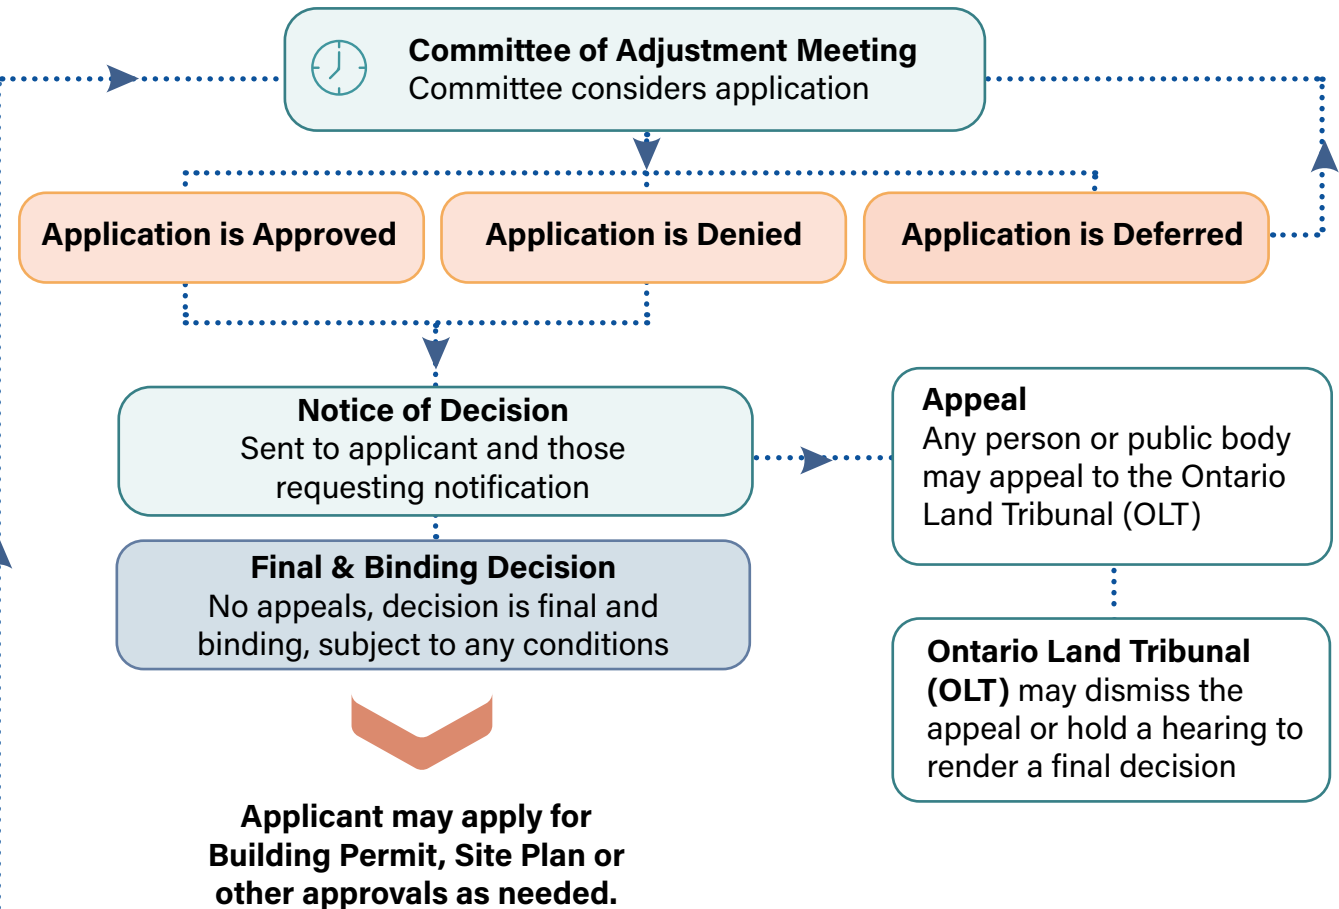 Committee of Adjustment Meeting
Committee considers application
Application is Approved
Application is Denied
Application is Deferred
Notice of Decision
Sent to applicant and those
requesting notification
Appeal
Any person or public body
may appeal to the Ontario
Land Tribunal (OLT)
Final & Binding Decision
No appeals, decision is final and
binding, subject to any conditions
Ontario Land Tribunal
(OLT) may dismiss the
appeal or hold a hearing to
render a final decision
Applicant may apply for
Building Permit, Site Plan or
other approvals as needed.